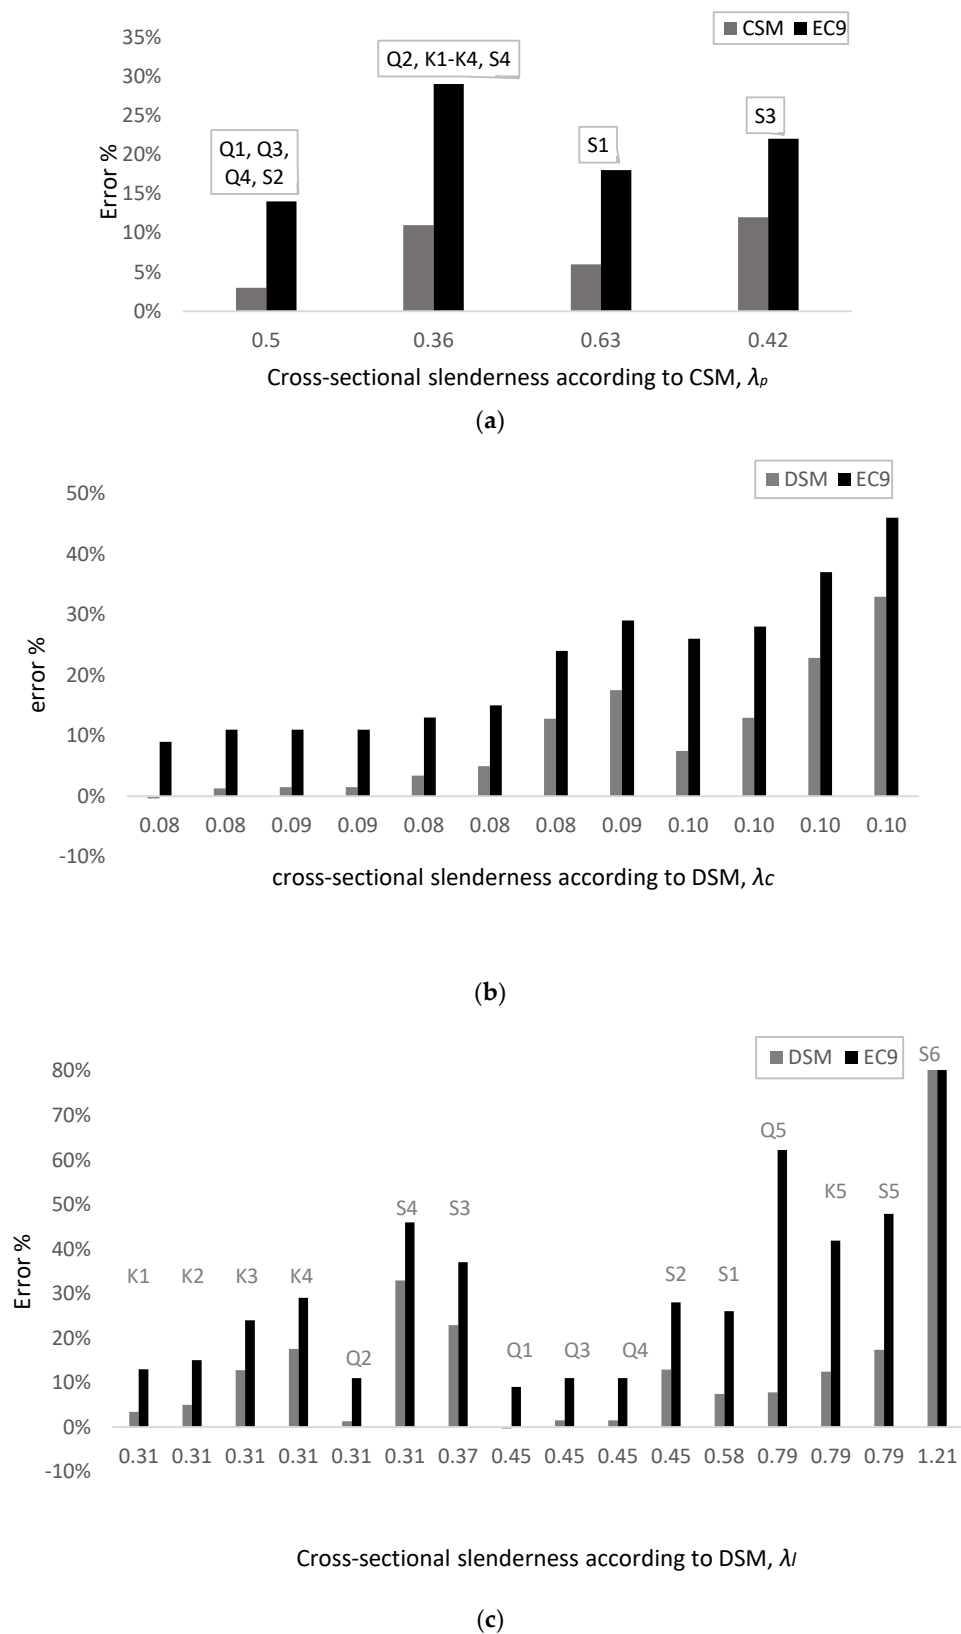 CSM EC9
35%
30%
25%
20%
15%
10%
5%
0%
Error %
Q1, Q3,
Q4, S2
Q2, K1-K4, S4
S1
S3
0.5 0.36 0.63 0.42
Cross-sectional slenderness according to CSM, λp
(a)
DSM EC9
50%
40%
30%
20%
10%
0%
-10%
error %
0.08 0.08 0.09 0.09 0.08 0.08 0.08 0.09 0.10 0.10 0.10 0.10
cross-sectional slenderness according to DSM, λc
(b)
DSM EC9
80%
70%
60%
50%
40%
30%
20%
10%
0%
-10%
Error %
K1 K2 K3 K4 Q2 S4 S3 Q1 Q3 Q4 S2 S1 Q5 K5 S5 S6
0.31 0.31 0.31 0.31 0.31 0.31 0.37 0.45 0.45 0.45 0.45 0.58 0.79 0.79 0.79 1.21
Cross-sectional slenderness according to DSM, λl
(c)